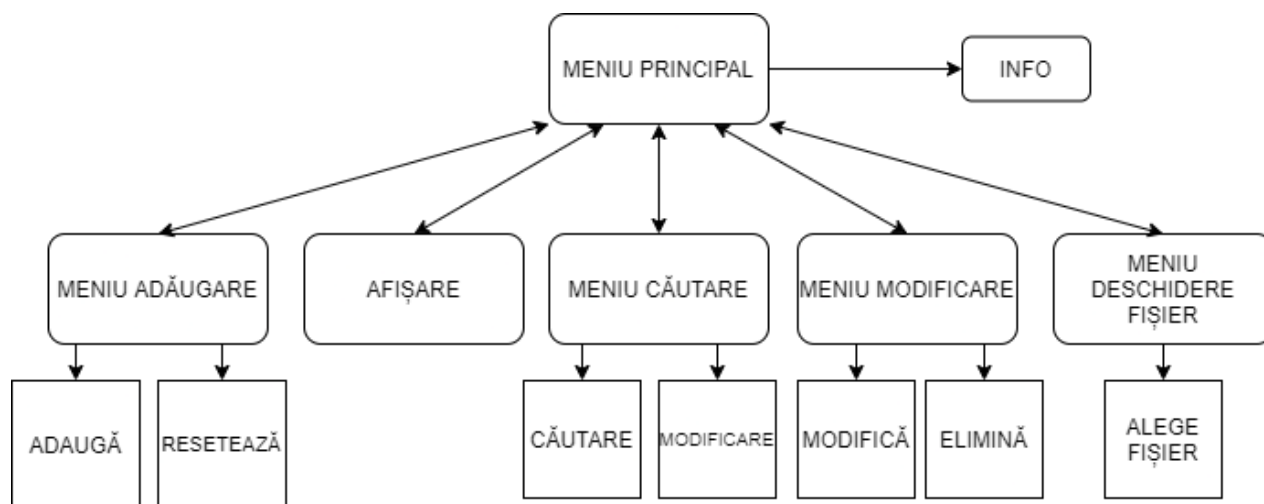 MENIU PRINCIPAL
INFO
MENIU ADĂUGARE
AFIȘARE
MENIU CĂUTARE
MENIU MODIFICARE
MENIU
DESCHIDERE
FIȘIER
ADAUGĂ
RESETEAZĂ
CĂUTARE
MODIFICARE
MODIFICĂ
ELIMINĂ
ALEGE
FIȘIER